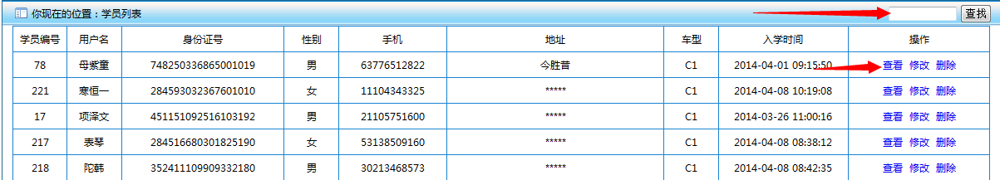 你现在的位置：学员列表 查找
学员编号 用户名 身份证号 性别 手机 地址 车型 入学时间 操作
78 母紫童 748250336865001019 男 63776512822 今胜昔 C1 2014-04-01 09:15:50 查看 修改 删除
221 寒恒一 284593032367601010 女 11104343325 ***** C1 2014-04-08 10:19:08 查看 修改 删除
17 项泽文 451151092516103192 男 21105751600 ***** C1 2014-03-26 11:00:16 查看 修改 删除
217 表琴 284516680301825190 女 53138509160 ***** C1 2014-04-08 08:38:12 查看 修改 删除
218 陀韩 352411109909332180 男 30213468573 ***** C1 2014-04-08 08:42:35 查看 修改 删除